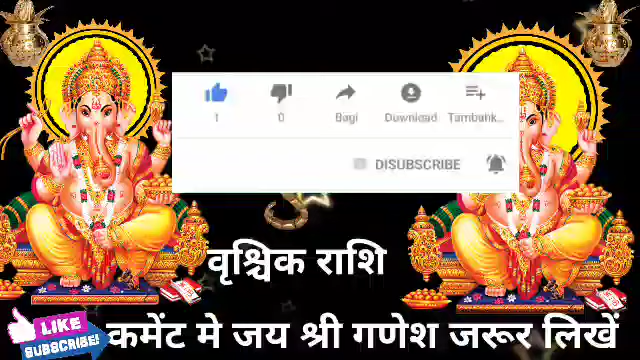 1 0 Bagi Download Tambahk...
DISUBSCRIBE
वृश्चिक राशि
LIKE
SUBSCRIBE!
कमेंट मे जय श्री गणेश जरूर लिखें